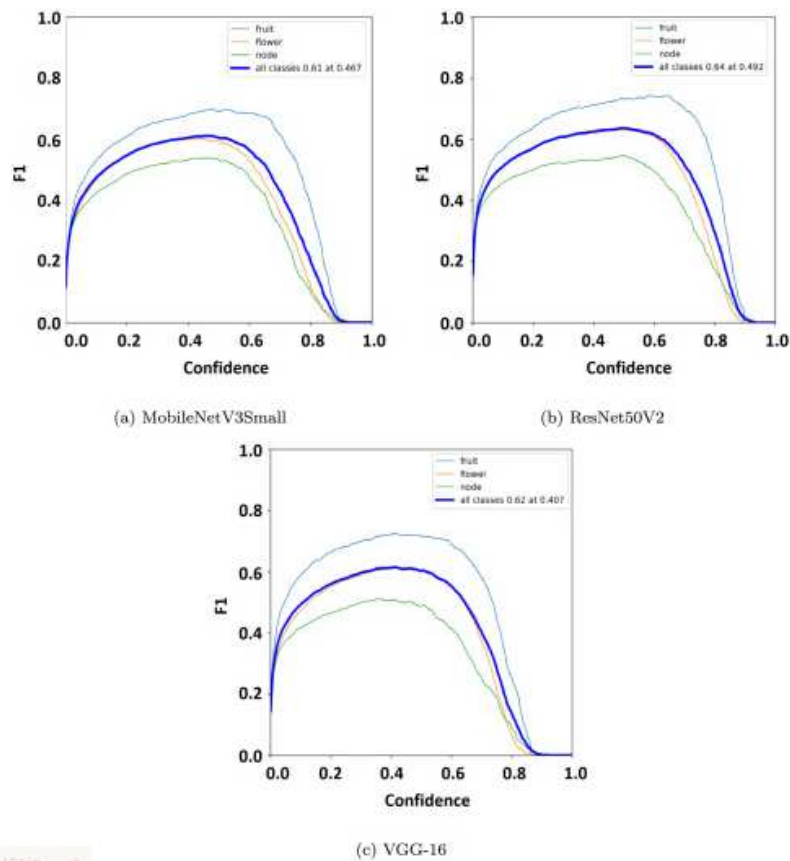 1.0
0.8
0.6
0.4
0.2
0.0
F1
0.0 0.2 0.4 0.6 0.8 1.0
Confidence
fruit
flower
node
all classes 0.61 at 0.467
(a) MobileNetV3Small
1.0
0.8
0.6
0.4
0.2
0.0
F1
0.0 0.2 0.4 0.6 0.8 1.0
Confidence
fruit
flower
node
all classes 0.64 at 0.492
(b) ResNet50V2
1.0
0.8
0.6
0.4
0.2
0.0
F1
0.0 0.2 0.4 0.6 0.8 1.0
Confidence
fruit
flower
node
all classes 0.62 at 0.407
(c) VGG-16